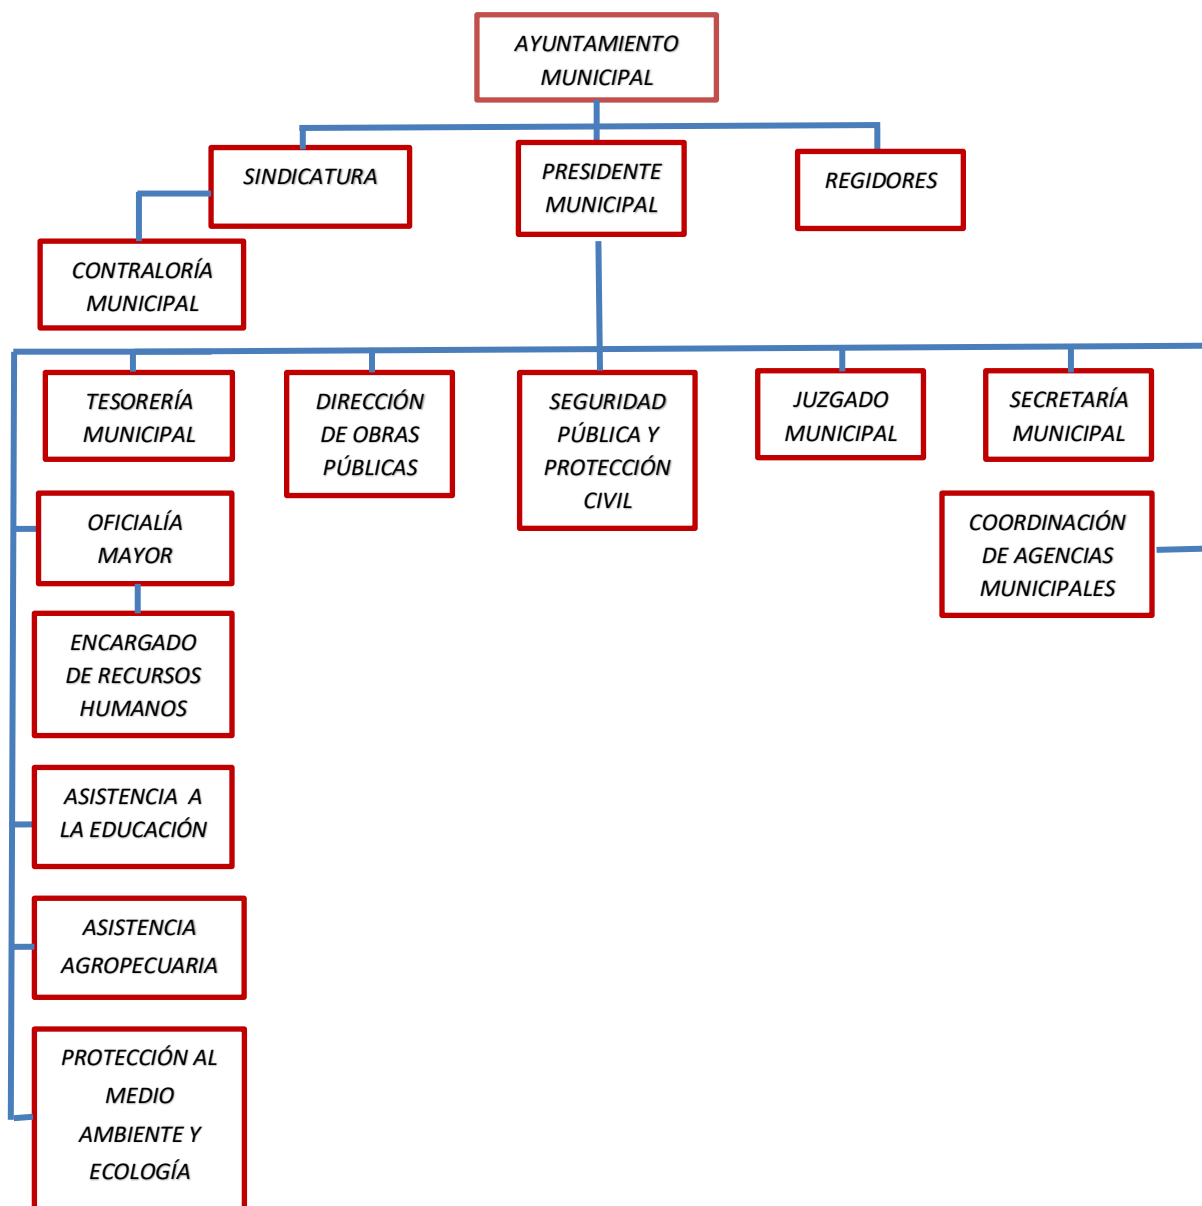 AYUNTAMIENTO
MUNICIPAL
SINDICATURA
PRESIDENTE
MUNICIPAL
REGIDORES
CONTRALORÍA
MUNICIPAL
TESORERÍA
MUNICIPAL
DIRECCIÓN
DE OBRAS
PÚBLICAS
SEGURIDAD
PÚBLICA Y
PROTECCIÓN
CIVIL
JUZGADO
MUNICIPAL
SECRETARÍA
MUNICIPAL
OFICIALÍA
MAYOR
COORDINACIÓN
DE AGENCIAS
MUNICIPALES
ENCARGADO
DE RECURSOS
HUMANOS
ASISTENCIA A
LA EDUCACIÓN
ASISTENCIA
AGROPECUARIA
PROTECCIÓN AL
MEDIO
AMBIENTE Y
ECOLOGÍA